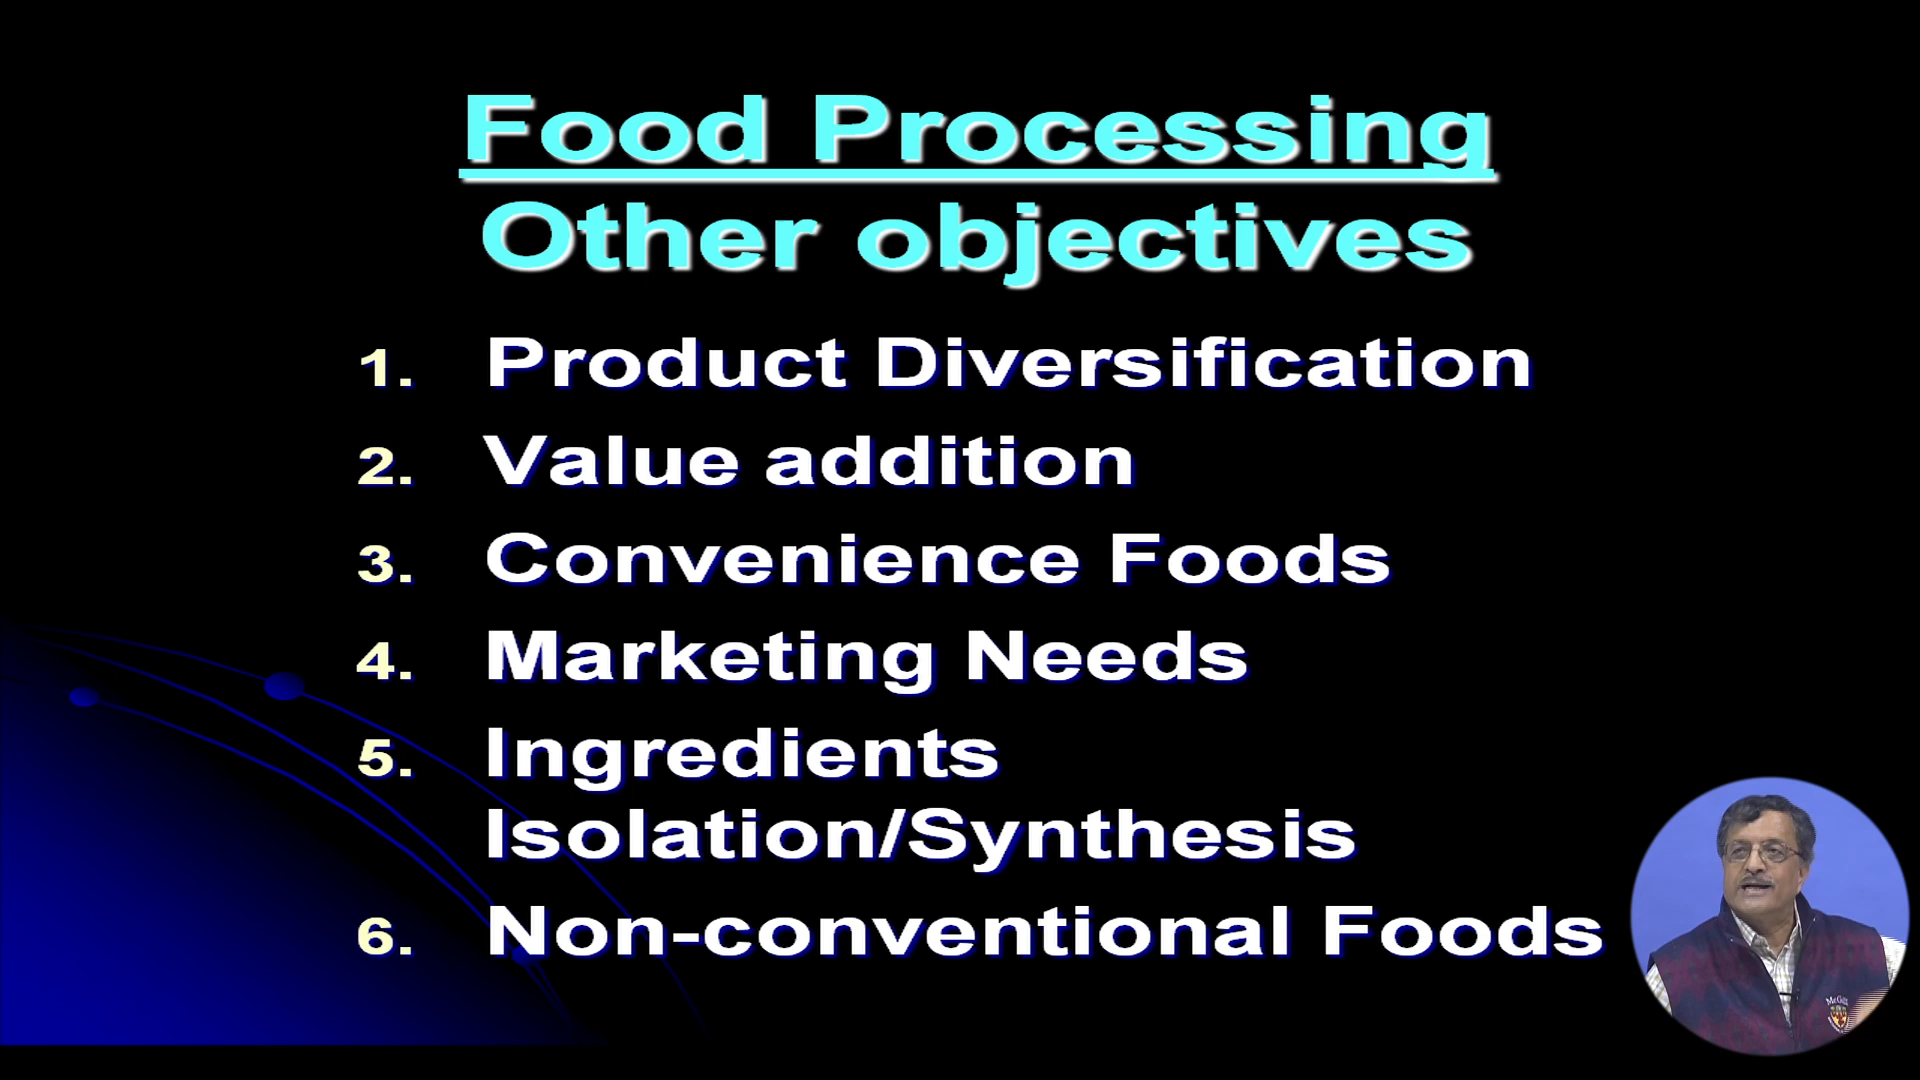 Food Processing
Other objectives
1. Product Diversification
2. Value addition
3. Convenience Foods
4. Marketing Needs
5. Ingredients
Isolation/Synthesis
6. Non-conventional Foods
McGill